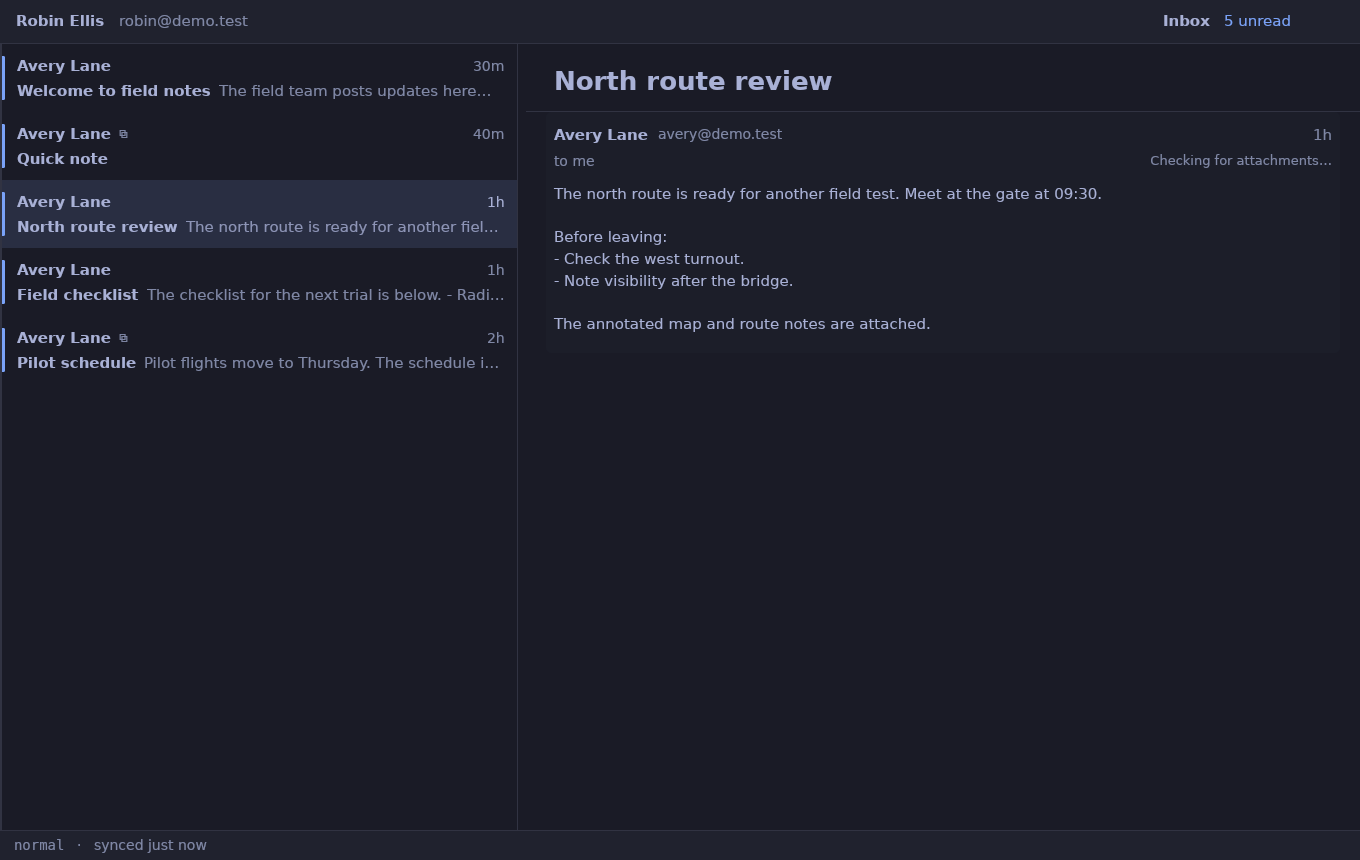 Robin Ellis robin@demo.test Inbox 5 unread
Avery Lane 30m
Welcome to field notes The field team posts updates here…
Avery Lane 40m
Quick note
Avery Lane 1h
North route review The north route is ready for another fiel…
Avery Lane 1h
Field checklist The checklist for the next trial is below. - Radi…
Avery Lane 2h
Pilot schedule Pilot flights move to Thursday. The schedule i…
North route review
Avery Lane avery@demo.test 1h
to me Checking for attachments…
The north route is ready for another field test. Meet at the gate at 09:30.
Before leaving:
- Check the west turnout.
- Note visibility after the bridge.
The annotated map and route notes are attached.
normal · synced just now